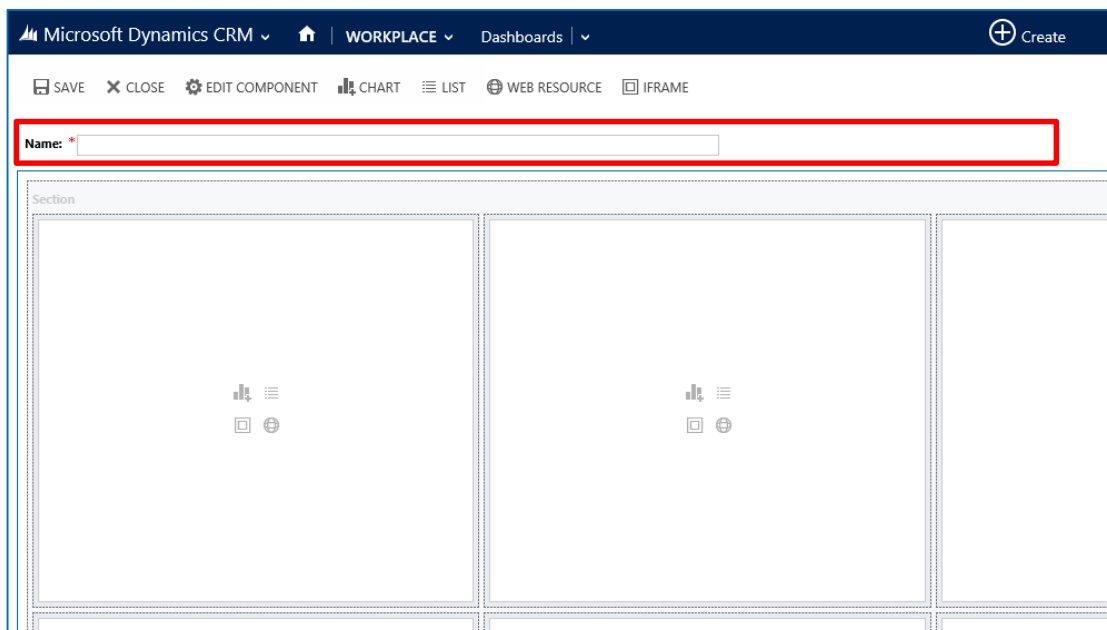 Microsoft Dynamics CRM WORKPLACE Dashboards Create
SAVE CLOSE EDIT COMPONENT CHART LIST WEB RESOURCE IFRAME
Name: *
Section